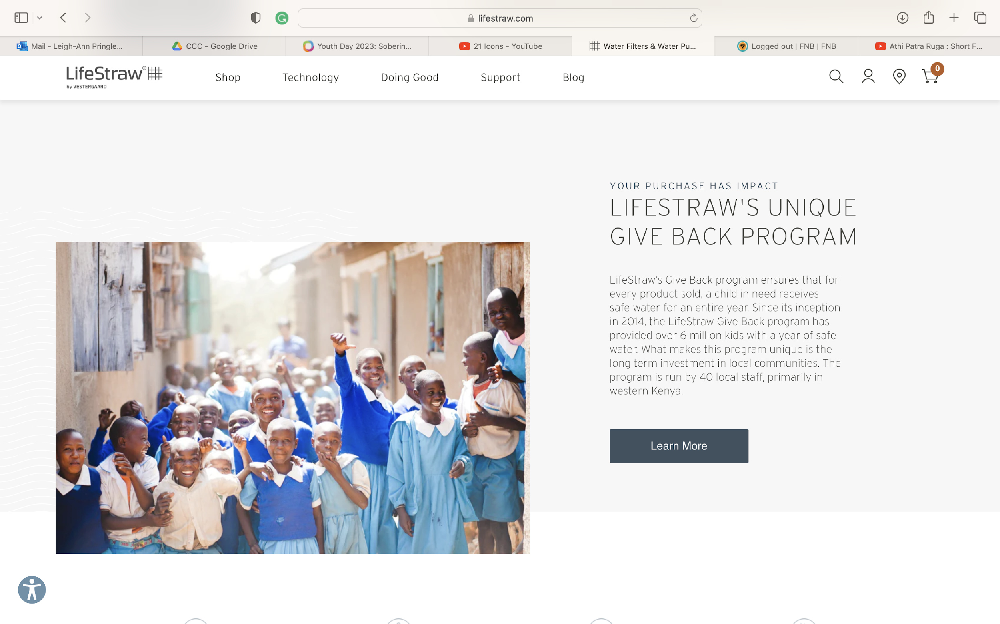 lifestraw.com
Mail - Leigh-Ann Pringle...
CCC - Google Drive
Youth Day 2023: Soberin...
21 Icons - YouTube
Water Filters & Water Pu...
Logged out | FNB | FNB
Athi Patra Ruga : Short F...
LifeStraw®
by VESTERGAARD
Shop
Technology
Doing Good
Support
Blog
0
YOUR PURCHASE HAS IMPACT
LIFESTRAW'S UNIQUE
GIVE BACK PROGRAM
LifeStraw’s Give Back program ensures that for
every product sold, a child in need receives
safe water for an entire year. Since its inception
in 2014, the LifeStraw Give Back program has
provided over 6 million kids with a year of safe
water. What makes this program unique is the
long term investment in local communities. The
program is run by 40 local staff, primarily in
western Kenya.
Learn More